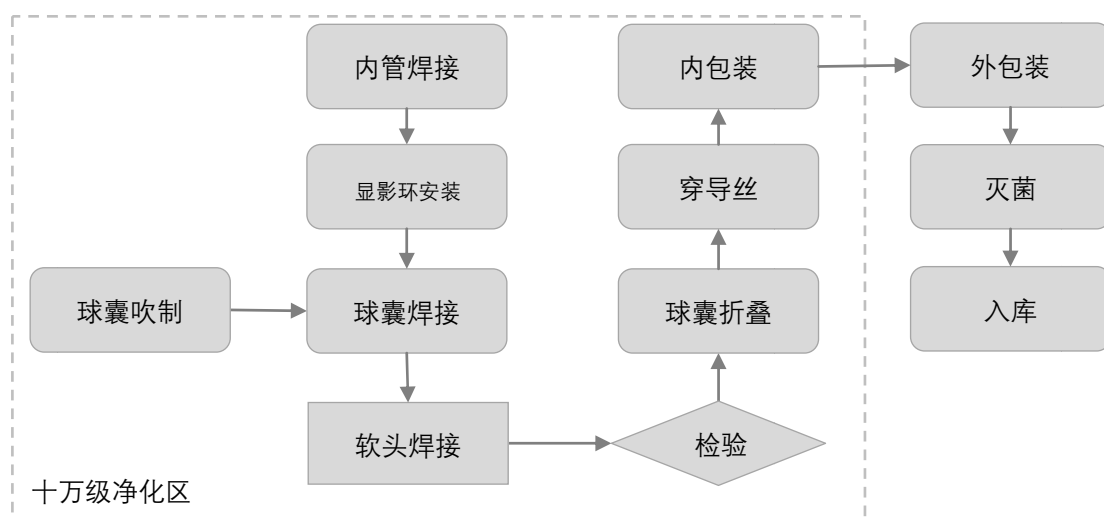 内管焊接
内包装
外包装
显影环安装
穿导丝
灭菌
球囊吹制
球囊焊接
球囊折叠
入库
软头焊接
检验
十万级净化区